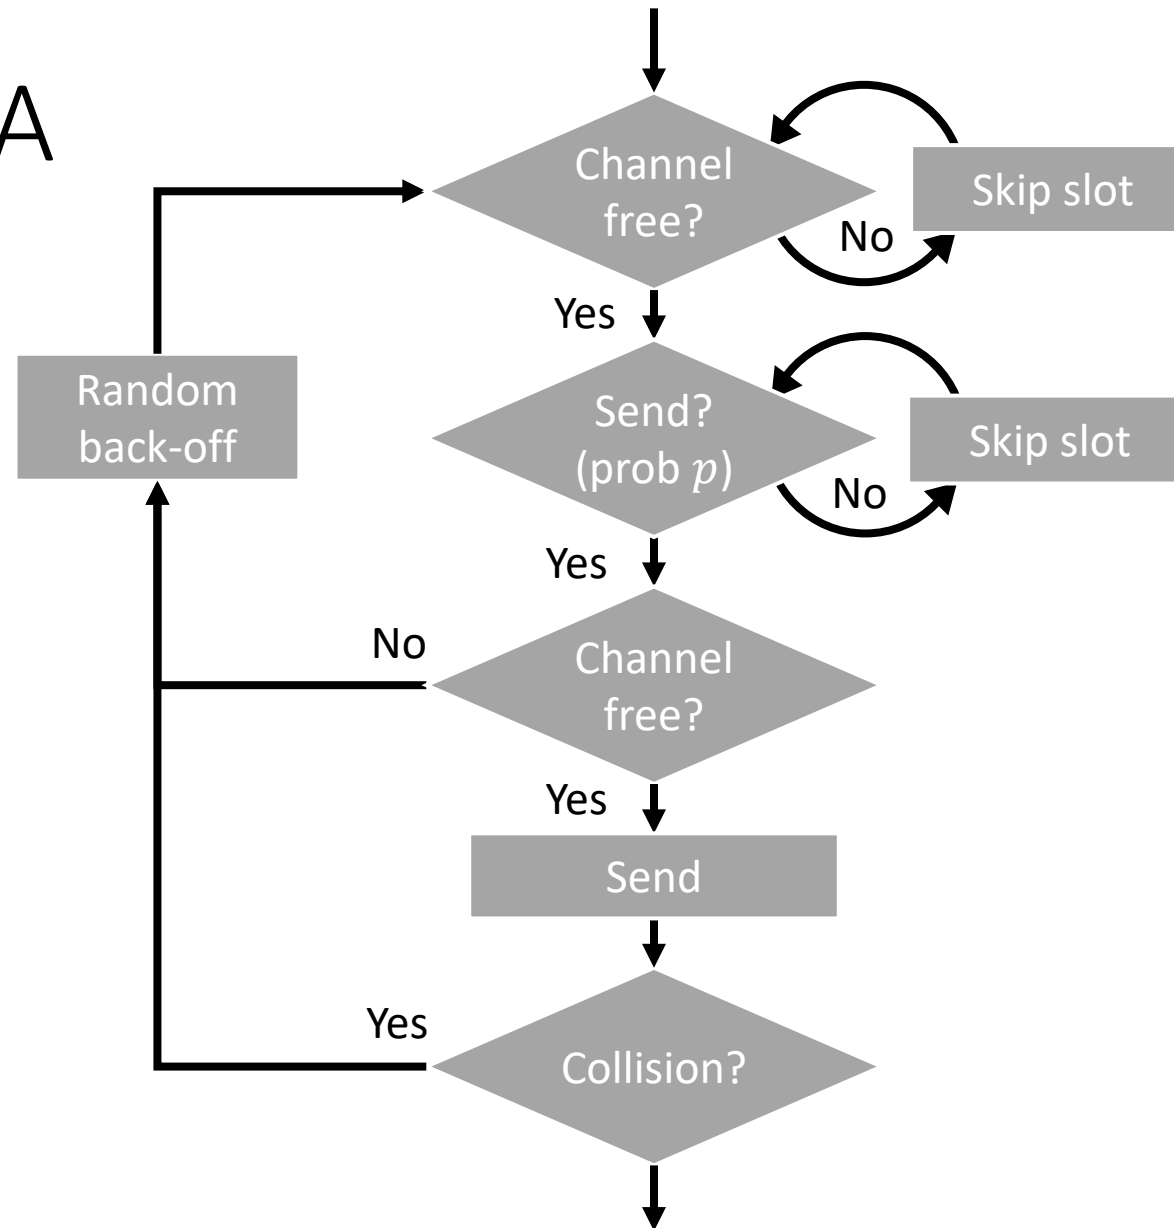 A
Channel
free?
Skip slot
No
Yes
Random
back-off
Send?
(prob p)
Skip slot
No
Yes
No
Channel
free?
Yes
Send
Yes
Collision?